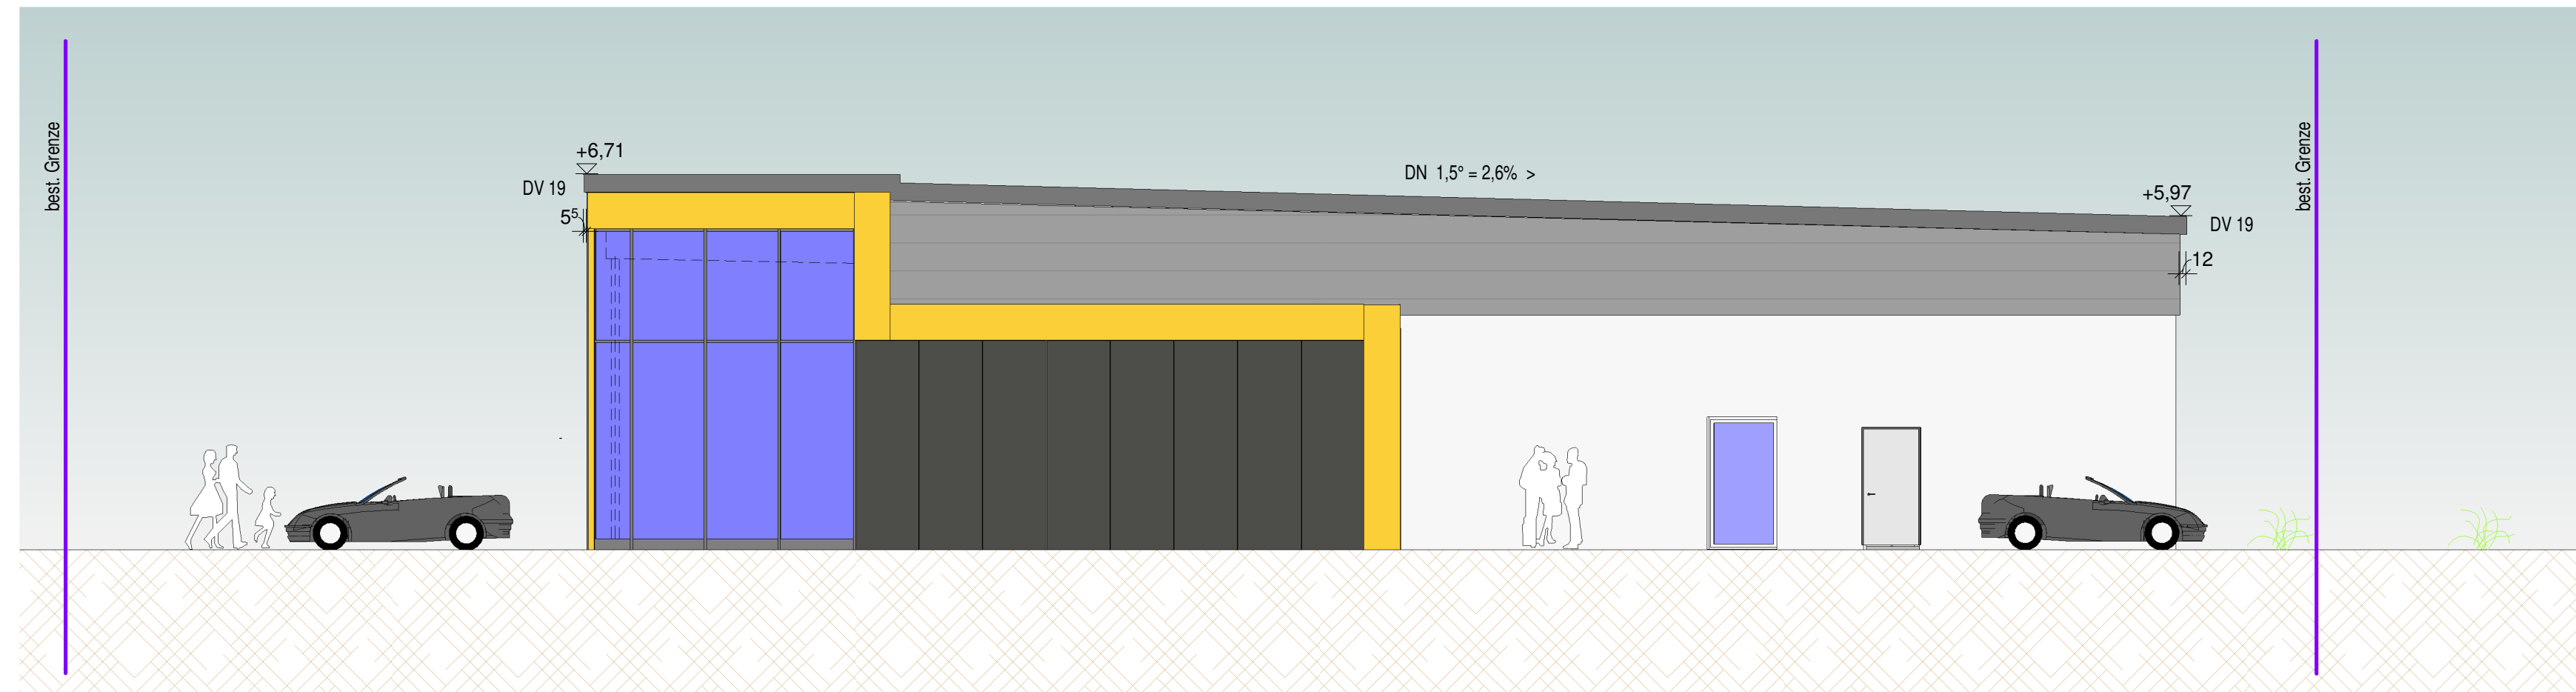 best. Grenze
+6,71
DV 19
5⁵
DN 1,5° = 2,6% >
+5,97
DV 19
12
best. Grenze